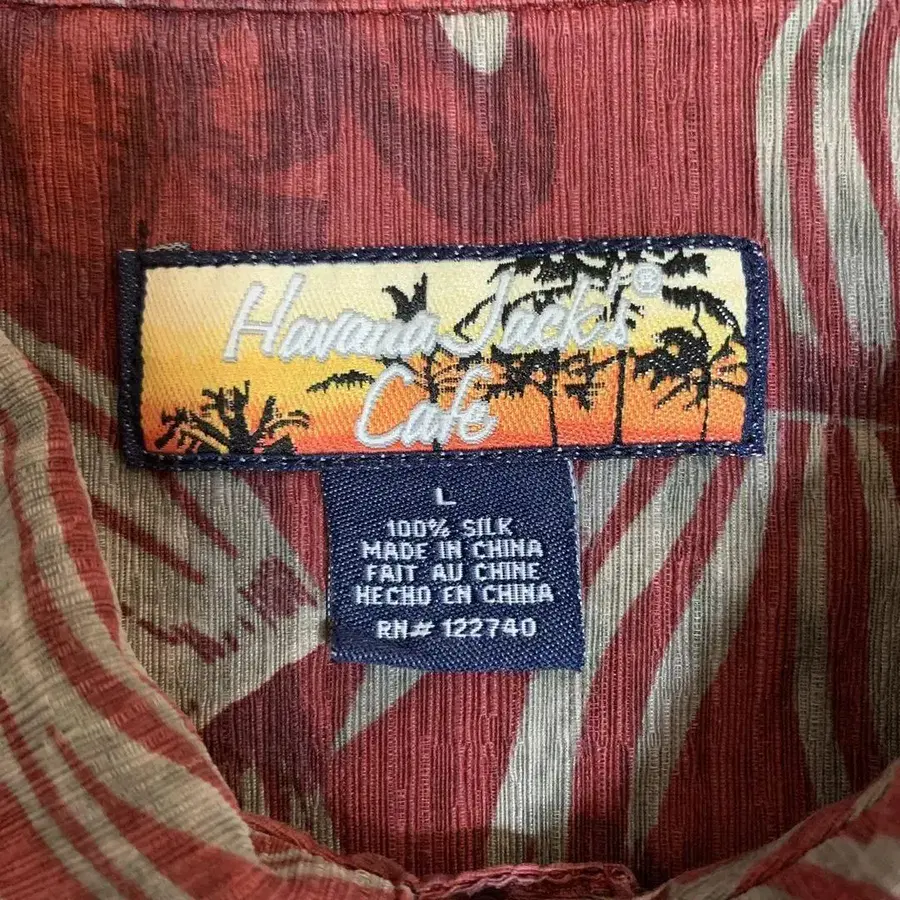 Havana Jack's®
Cafe
L
100% SILK
MADE IN CHINA
FAIT AU CHINE
HECHO EN CHINA
RN# 122740